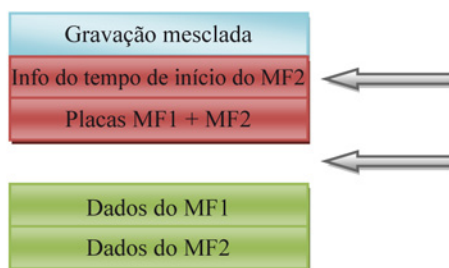 Gravação mesclada
Info do tempo de início do MF2
Placas MF1 + MF2
Dados do MF1
Dados do MF2